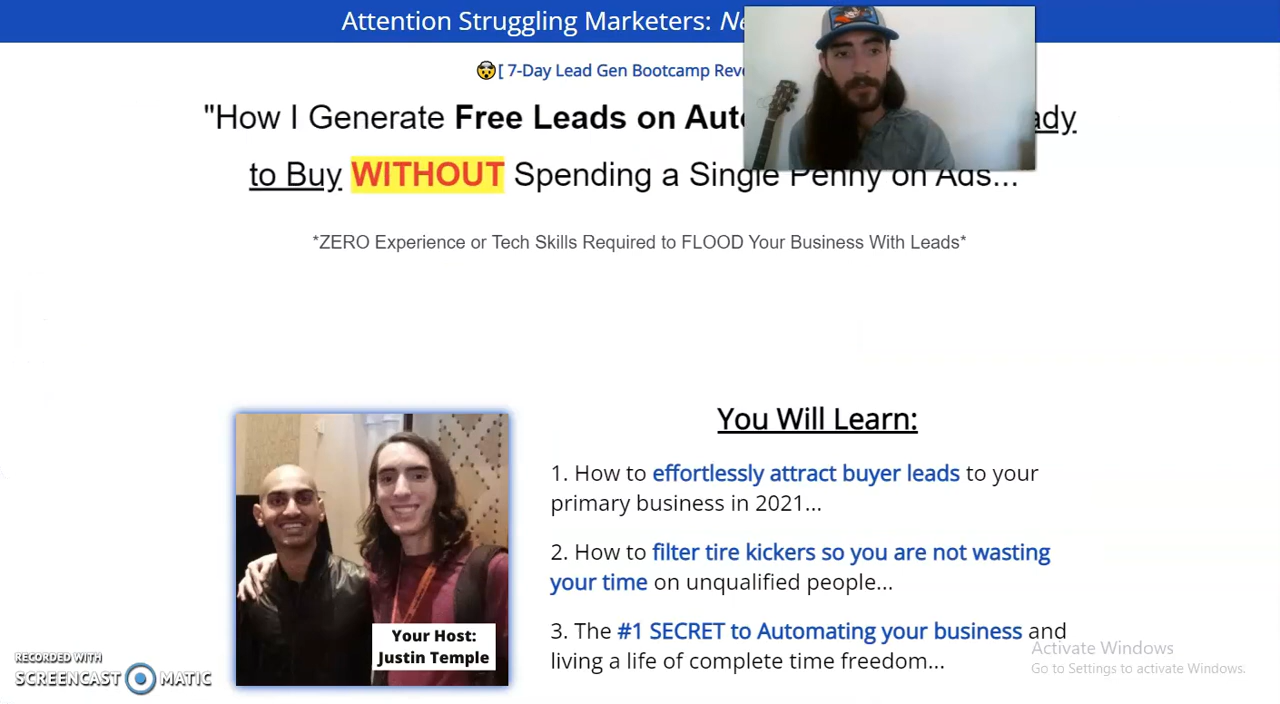 Attention Struggling Marketers:
[ 7-Day Lead Gen Bootcamp
"How I Generate Free Leads on
to Buy WITHOUT Spending a Single Penny on Ads...
*ZERO Experience or Tech Skills Required to FLOOD Your Business With Leads*
You Will Learn:
1. How to effortlessly attract buyer leads to your
primary business in 2021...
2. How to filter tire kickers so you are not wasting
your time on unqualified people...
3. The #1 SECRET to Automating your business and
living a life of complete time freedom...
Your Host:
Justin Temple
Activate Windows
Go to Settings to activate Windows.
RECORDED WITH
SCREENCAST MATIC